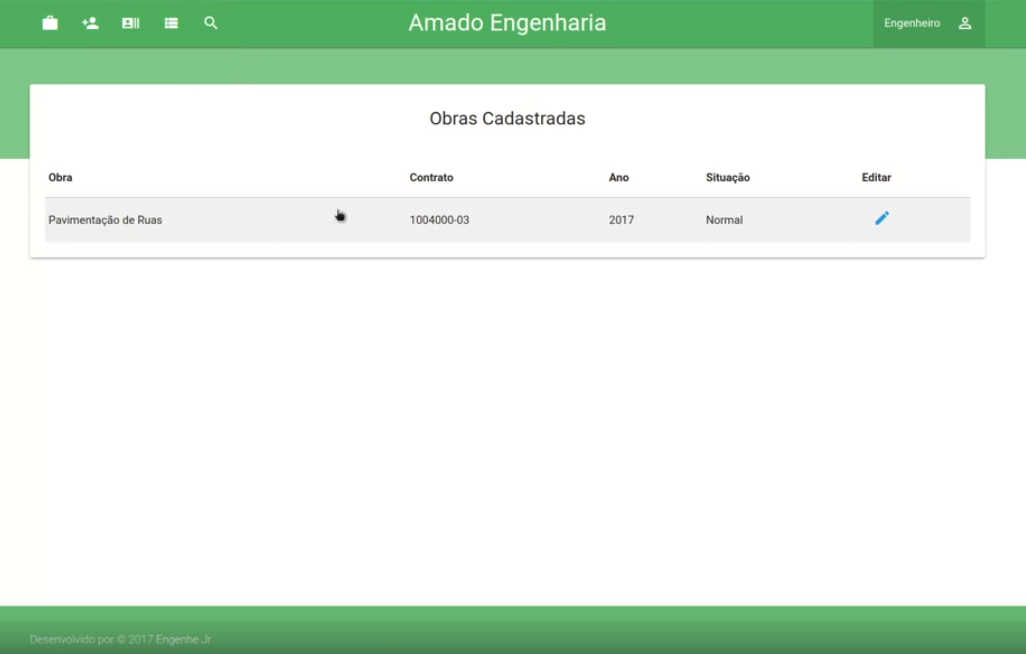 Amado Engenharia
Engenheiro
Obras Cadastradas
Obra Contrato Ano Situação Editar
Pavimentação de Ruas 1004000-03 2017 Normal
Desenvolvido por © 2017 Engenhe Jr